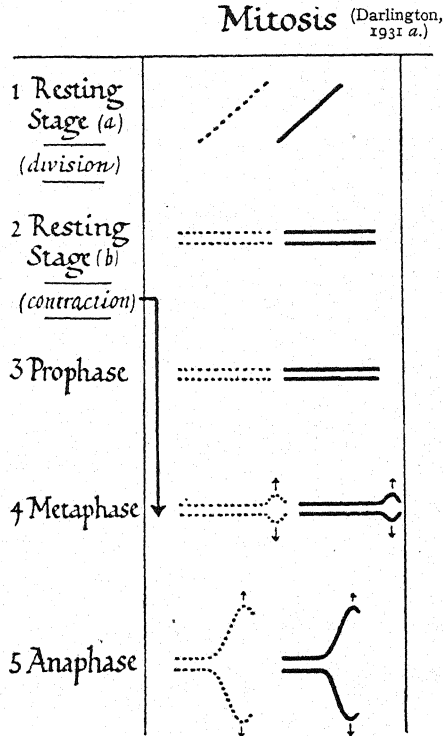 Mitosis (Darlington,
1931 a.)
1 Resting
Stage (a)
(division)
2 Resting
Stage (b)
(contraction)
3 Prophase
4 Metaphase
5 Anaphase